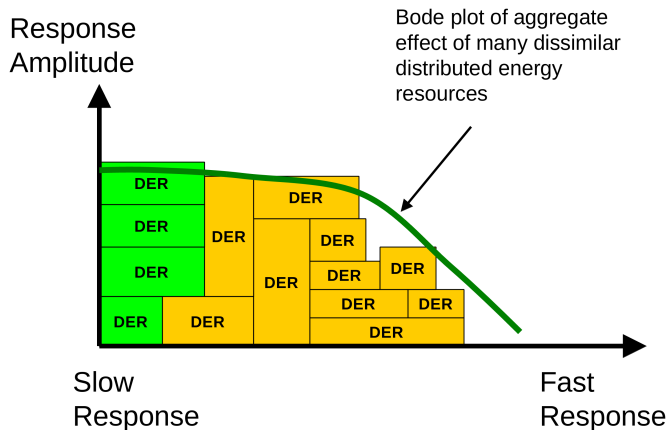 Response
Amplitude
Bode plot of aggregate
effect of many dissimilar
distributed energy
resources
DER
DER
DER
DER
DER
DER
DER
DER
DER
DER
DER
DER
DER
DER
Slow
Response
Fast
Response